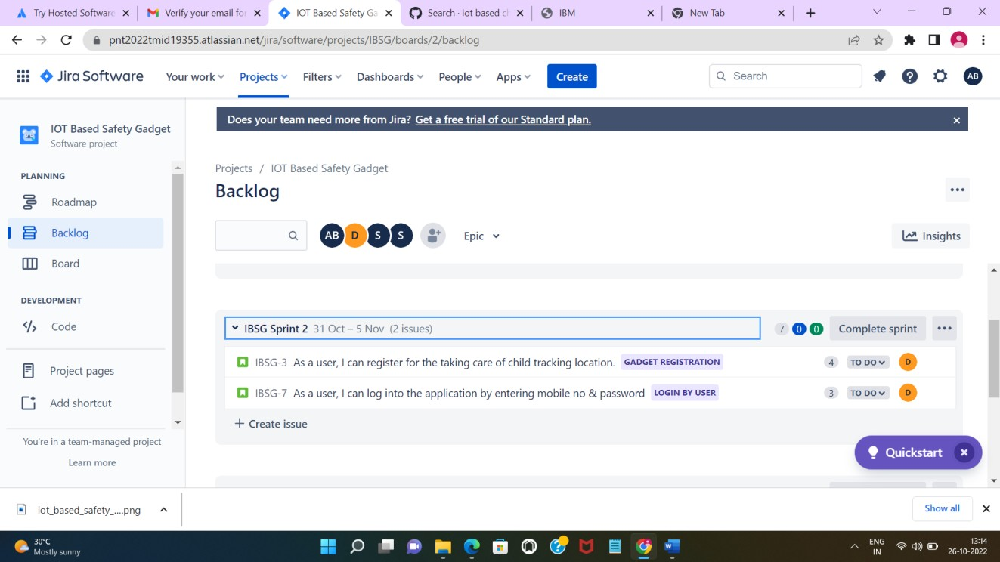 Try Hosted Software
Verify your email for
IOT Based Safety Ga
Search · iot based ch
IBM
New Tab
pnt2022tmid19355.atlassian.net/jira/software/projects/IBSG/boards/2/backlog
Jira Software
Your work
Projects
Filters
Dashboards
People
Apps
Create
Search
AB
IOT Based Safety Gadget
Software project
PLANNING
Roadmap
Backlog
Board
DEVELOPMENT
Code
Project pages
Add shortcut
You're in a team-managed project
Learn more
Does your team need more from Jira? Get a free trial of our Standard plan.
Projects / IOT Based Safety Gadget
Backlog
AB D S S
Epic
Insights
IBSG Sprint 2 31 Oct – 5 Nov (2 issues) 7 0 0 Complete sprint
IBSG-3 As a user, I can register for the taking care of child tracking location. GADGET REGISTRATION 4 TO DO D
IBSG-7 As a user, I can log into the application by entering mobile no & password LOGIN BY USER 3 TO DO D
+ Create issue
Quickstart
iot_based_safety_....png
Show all
30°C
Mostly sunny
ENG
IN
13:14
26-10-2022